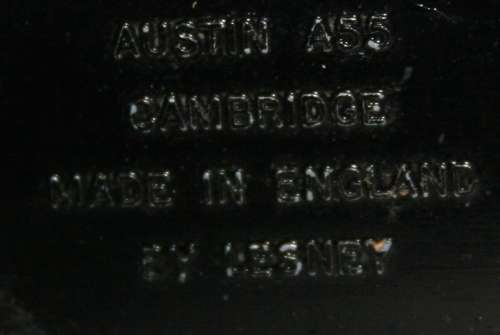 AUSTIN A55
CAMBRIDGE
MADE IN ENGLAND
BY LESNEY